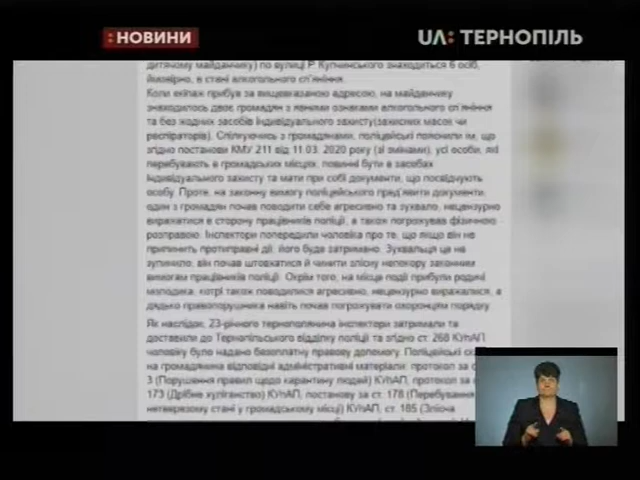 :НОВИНИ
UA: ТЕРНОПІЛЬ
дитячому майданчику) по вулиці Р. Купчинського знаходиться 6 осіб,
ймовірно, в стані алкогольного сп'яніння.
Коли екіпаж прибув за вищевказаною адресою, на майданчику
знаходилось двоє громадян з явними ознаками алкогольного сп'яніння
та без жодних засобів індивідуального захисту(захисних масок чи
респіраторів). Спілкуючись з громадянами, поліцейські пояснили їм, що
згідно постанови КМУ 211 від 11.03. 2020 року (зі змінами), усі особи, які
перебувають в громадських місцях, повинні бути в засобах
індивідуального захисту та мати при собі документи, що посвідчують
особу. Проте, на законну вимогу поліцейського пред'явити документи,
один з громадян почав поводити себе агресивно та зухвало, нецензурно
виражатися в сторону працівників поліції, а також погрожував фізичною
розправою. Інспектори попередили чоловіка про те, що якщо він не
припинить протиправні дії, його буде затримано. Зухвальця це не
зупинило, він почав штовхатися й чинити злісну непокору законним
вимогам працівників поліції. Окрім того, на місце події прибули родичі
молодика, котрі також поводилися агресивно, нецензурно виражалися, а
дядько правопорушника навіть почав погрожувати охоронцям порядку.
Як наслідок, 23-річного тернополянина інспектори затримали та
доставили до Тернопільського відділку поліції та згідно ст. 268 КУпАП
чоловіку було надано безоплатну правову допомогу. Поліцейські
на громадянина відповідні адміністративні матеріали: протокол за
3 (Порушення правил щодо карантину людей) КУпАП, протокол за
173 (Дрібне хуліганство) КУпАП, постанову за ст. 178 (Перебування
нетверезому стані у громадському місці) КУпАП, ст. 185 (Злісна